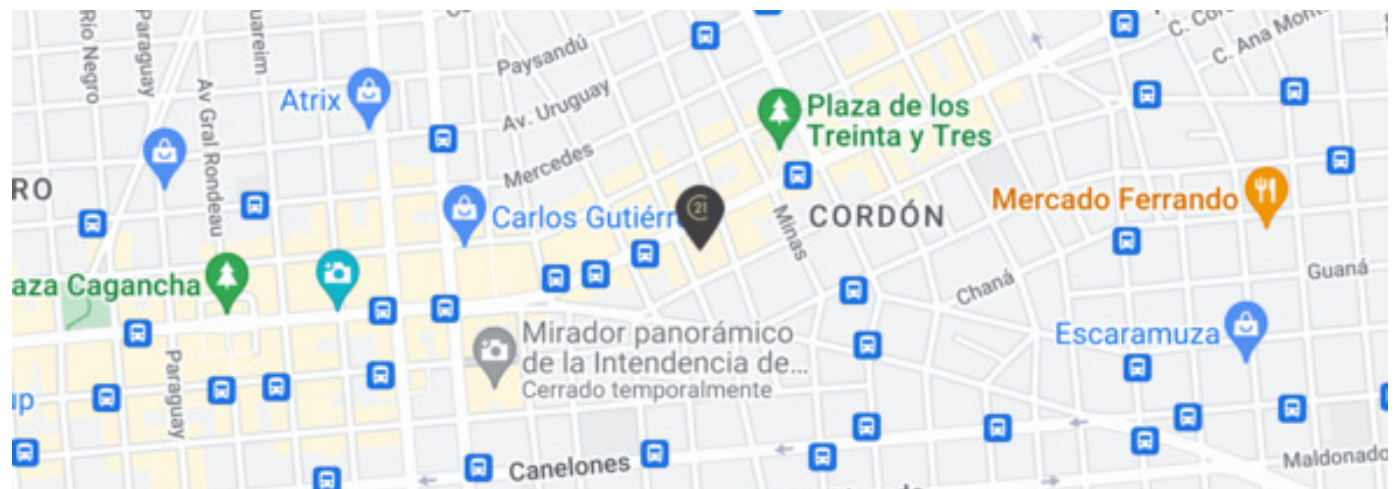 Río Negro
Paraguay
Av Gral Rondeau
Paysandú
Av. Uruguay
Mercedes
Atrix
Plaza de los
Treinta y Tres
C. Ana
RO
Carlos Gutiérr
21
Minas
CORDÓN
Mercado Ferrando
aza Cagancha
Chaná
Guaná
Mirador panorámico
de la Intendencia de...
Cerrado temporalmente
Escaramuza
Paraguay
up
Canelones
Maldonado